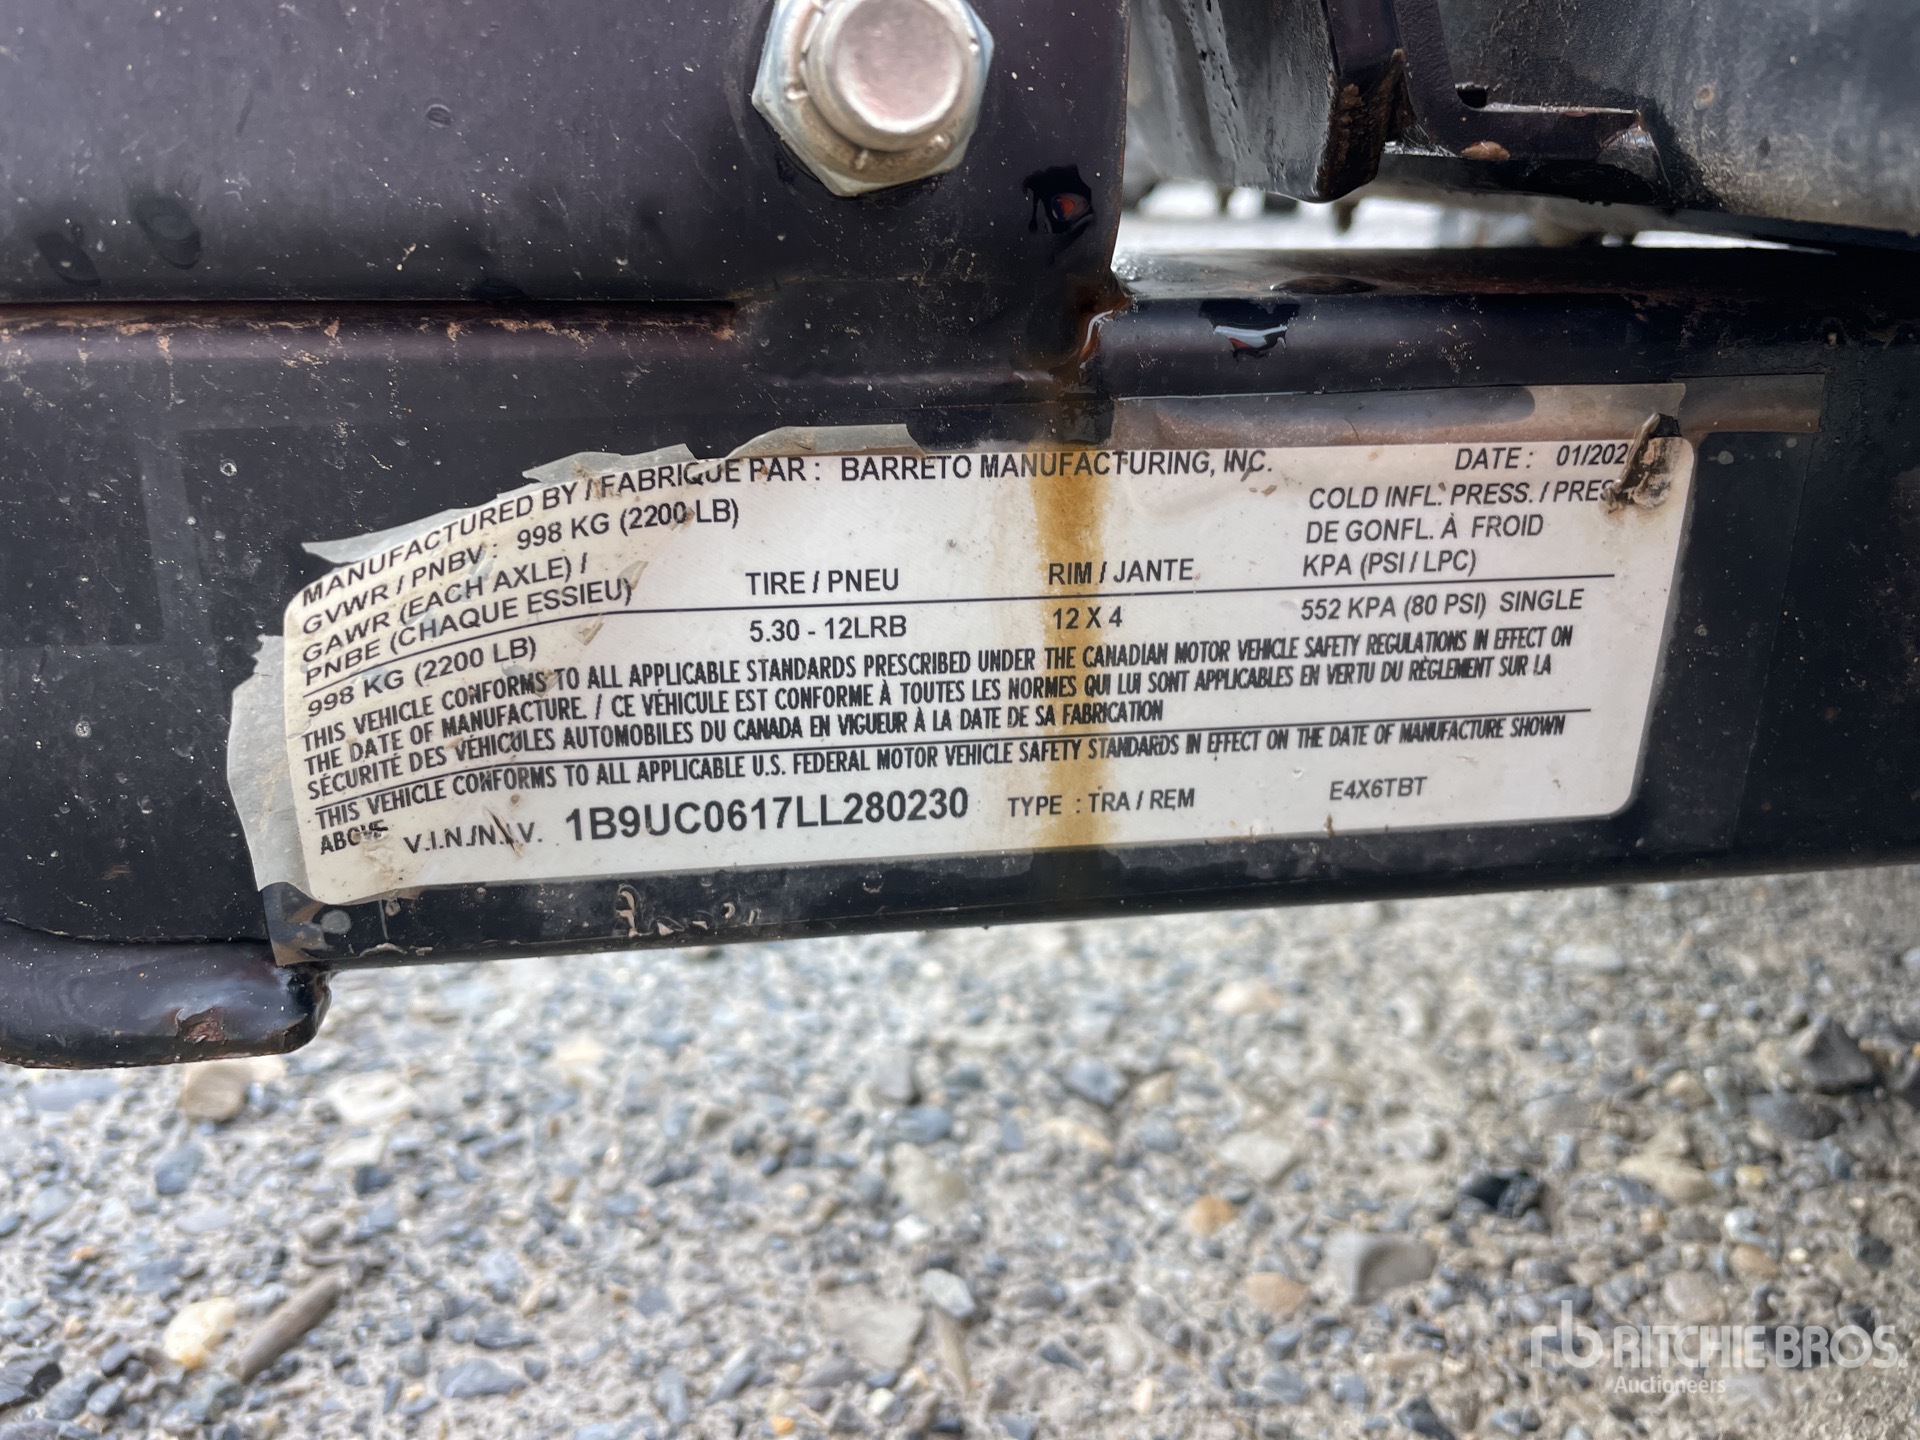 MANUFACTURED BY / FABRIQUE PAR : BARRETO MANUFACTURING, INC. DATE : 01/202
GVWR / PNBV : 998 KG (2200 LB)
GAWR (EACH AXLE) /
PNBE (CHAQUE ESSIEU) TIRE / PNEU RIM / JANTE COLD INFL. PRESS. / PRES
DE GONFL. À FROID
KPA (PSI / LPC)
998 KG (2200 LB) 5.30 - 12LRB 12 X 4 552 KPA (80 PSI) SINGLE
THIS VEHICLE CONFORMS TO ALL APPLICABLE STANDARDS PRESCRIBED UNDER THE CANADIAN MOTOR VEHICLE SAFETY REGULATIONS IN EFFECT ON
THE DATE OF MANUFACTURE. / CE VÉHICULE EST CONFORME À TOUTES LES NORMES QUI LUI SONT APPLICABLES EN VERTU DU RÈGLEMENT SUR LA
SÉCURITÉ DES VÉHICULES AUTOMOBILES DU CANADA EN VIGUEUR À LA DATE DE SA FABRICATION
THIS VEHICLE CONFORMS TO ALL APPLICABLE U.S. FEDERAL MOTOR VEHICLE SAFETY STANDARDS IN EFFECT ON THE DATE OF MANUFACTURE SHOWN
ABOVE V.I.N./N.I.V. 1B9UC0617LL280230 TYPE : TRA / REM E4X6TBT
rb RITCHIE BROS.
Auctioneers